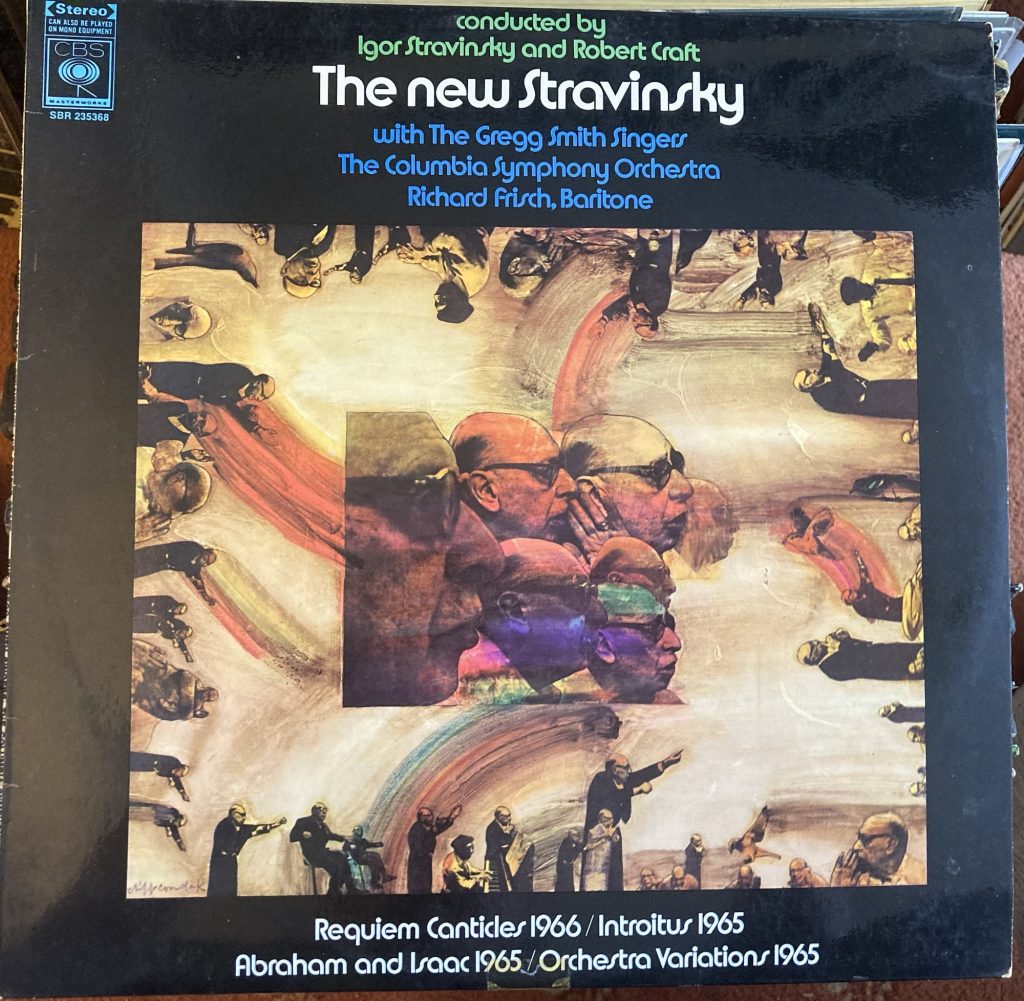 Stereo
CAN ALSO BE PLAYED
ON MONO EQUIPMENT
CBS
MASTERWORKS
SBR 235368
conducted by
Igor Stravinsky and Robert Craft
The new Stravinsky
with The Gregg Smith Singers
The Columbia Symphony Orchestra
Richard Frisch, Baritone
Requiem Canticles 1966 / Introitus 1965
Abraham and Isaac 1965 / Orchestra Variations 1965